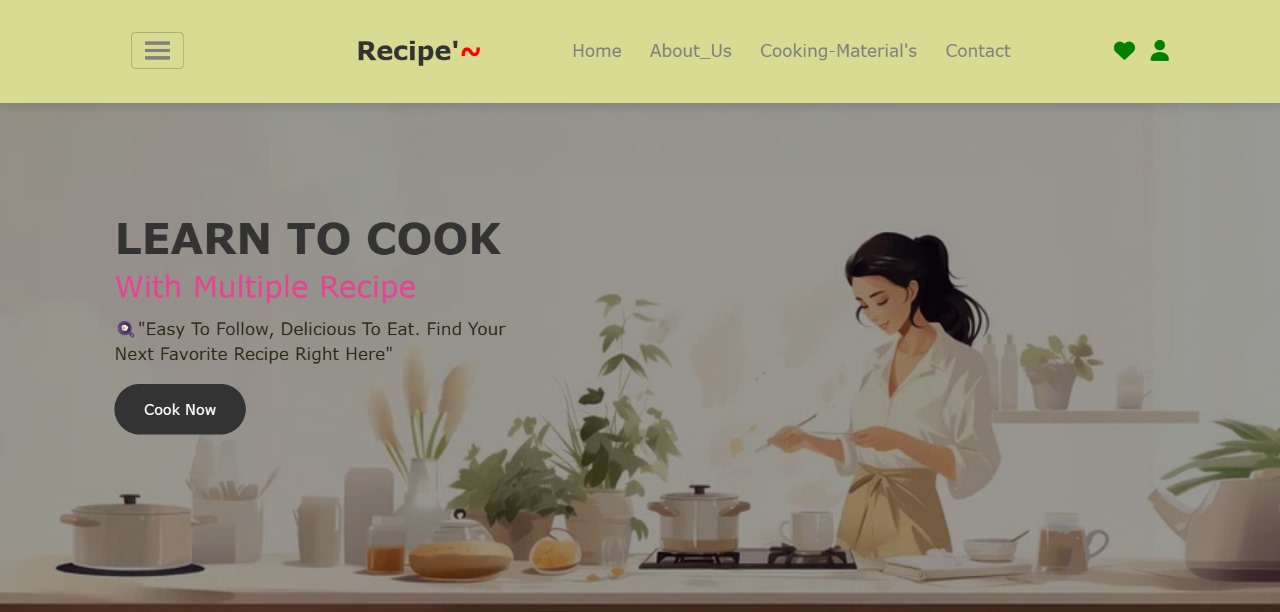 Recipe'~
Home
About_Us
Cooking-Material's
Contact
LEARN TO COOK
With Multiple Recipe
🍳"Easy To Follow, Delicious To Eat. Find Your
Next Favorite Recipe Right Here"
Cook Now